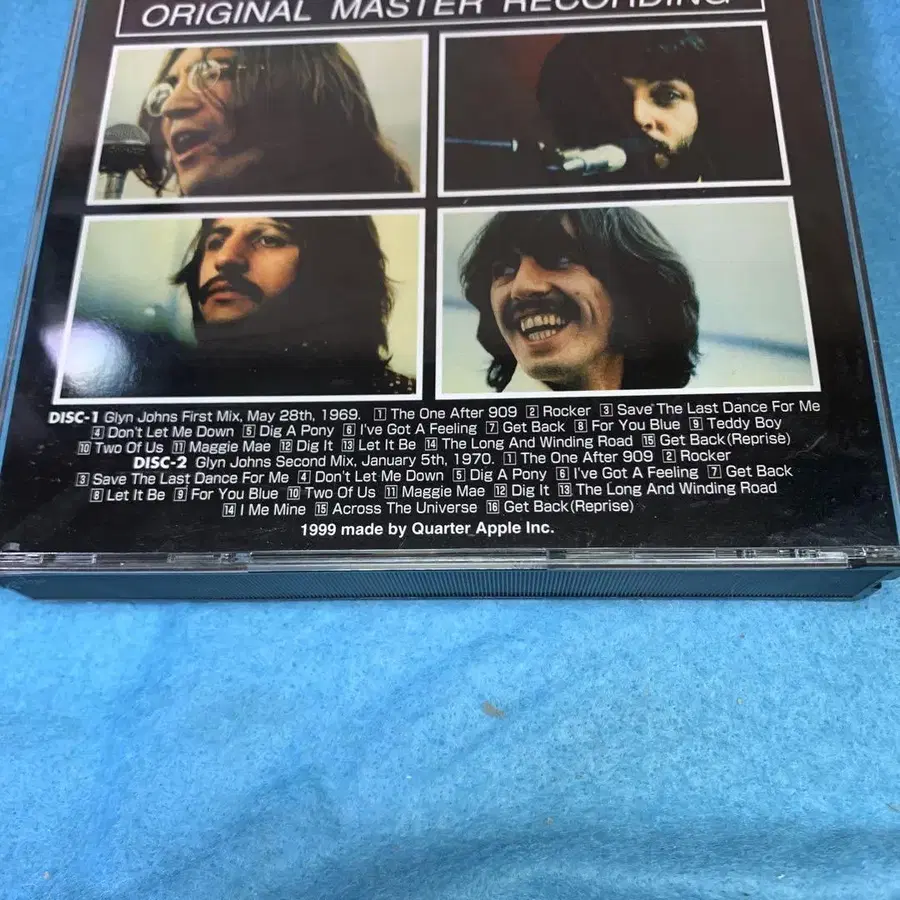 ORIGINAL MASTER RECORDING
DISC-1 Glyn Johns First Mix, May 28th, 1969. 1 The One After 909 2 Rocker 3 Save The Last Dance For Me
4 Don't Let Me Down 5 Dig A Pony 6 I've Got A Feeling 7 Get Back 8 For You Blue 9 Teddy Boy
10 Two Of Us 11 Maggie Mae 12 Dig It 13 Let It Be 14 The Long And Winding Road 15 Get Back(Reprise)
DISC-2 Glyn Johns Second Mix, January 5th, 1970. 1 The One After 909 2 Rocker
3 Save The Last Dance For Me 4 Don't Let Me Down 5 Dig A Pony 6 I've Got A Feeling 7 Get Back
8 Let It Be 9 For You Blue 10 Two Of Us 11 Maggie Mae 12 Dig It 13 The Long And Winding Road
14 I Me Mine 15 Across The Universe 16 Get Back(Reprise)
1999 made by Quarter Apple Inc.